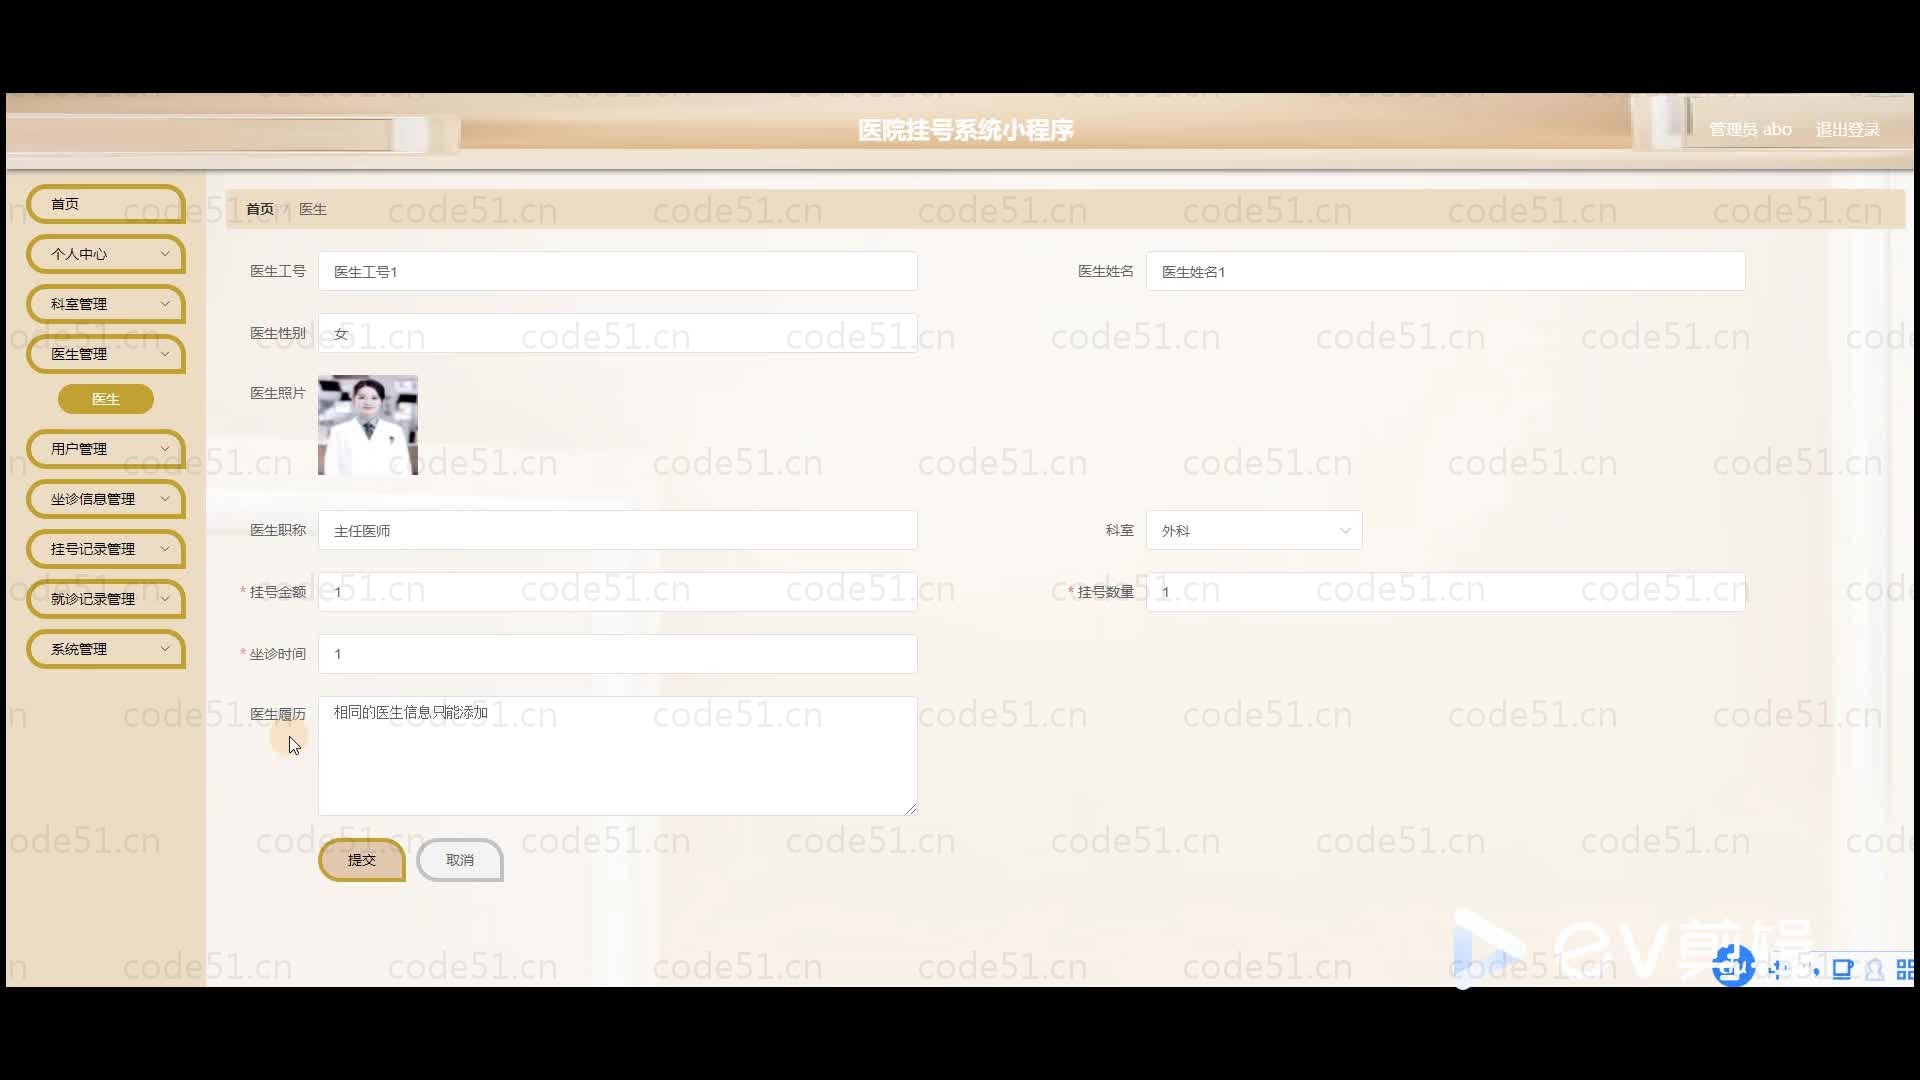 医院挂号系统小程序
管理员 abo 退出登录
首页
个人中心
科室管理
医生管理
医生
用户管理
坐诊信息管理
挂号记录管理
就诊记录管理
系统管理
首页 / 医生
医生工号 医生工号1 医生姓名 医生姓名1
医生性别 女
医生照片
医生职称 主任医师 科室 外科
* 挂号金额 1 * 挂号数量 1
* 坐诊时间 1
医生履历 相同的医生信息只能添加
提交 取消
code51.cn
EV剪辑
du